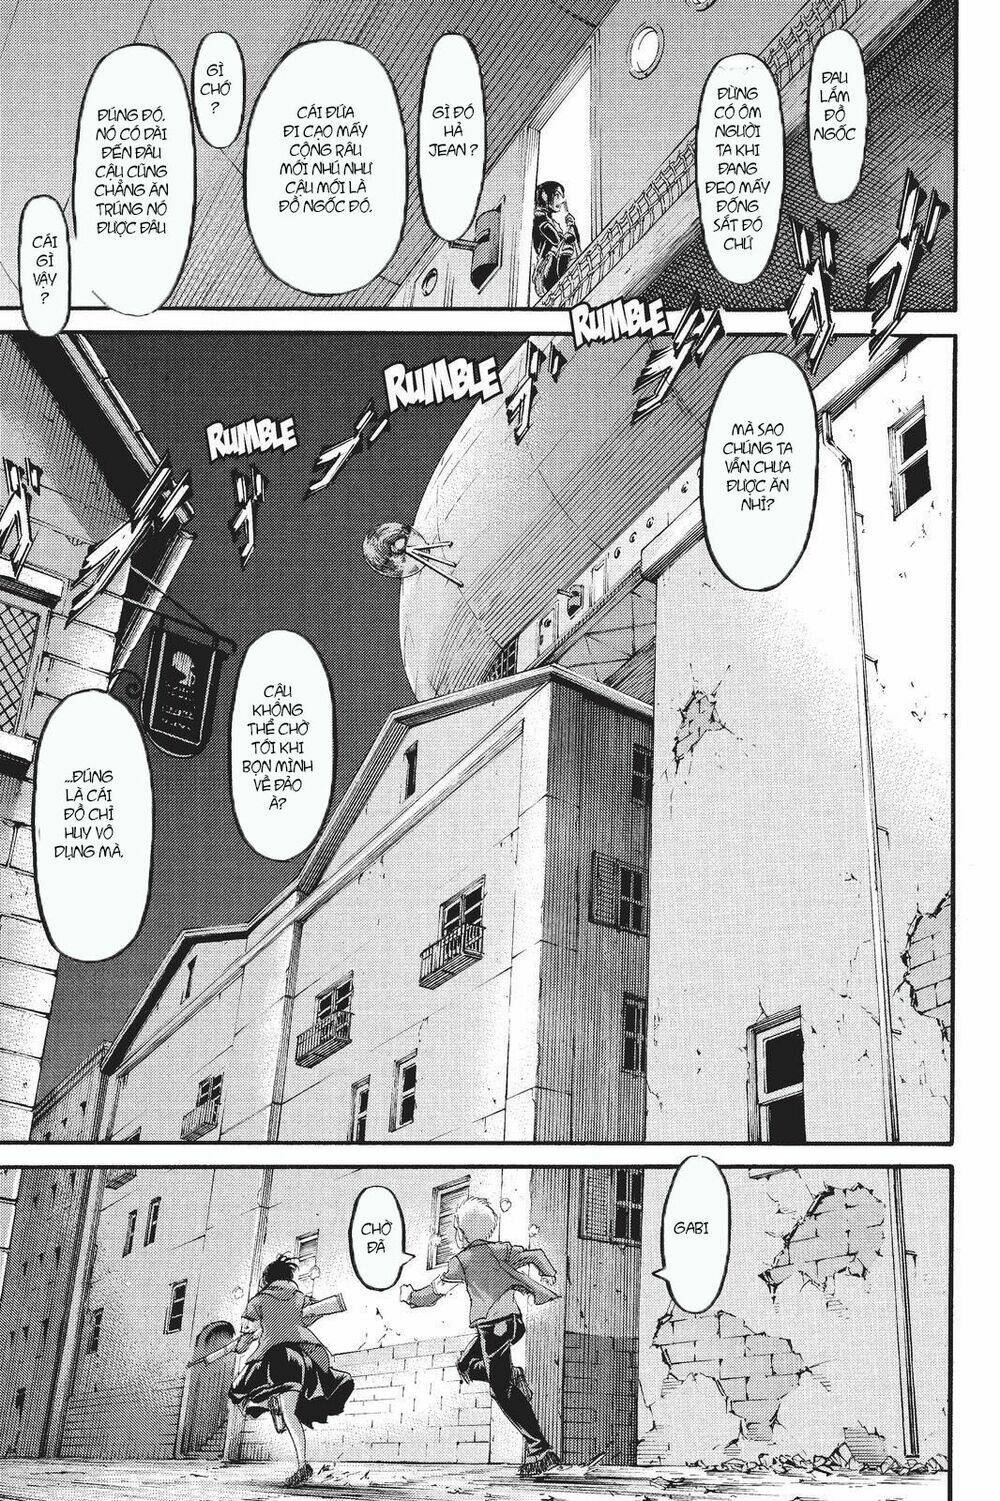 ĐAU
LẮM
ĐỒ
NGỐC
ĐỪNG
CÓ ÔM
NGƯỜI
TA KHI
ĐANG
ĐEO MẤY
ĐỐNG
SẮT ĐÓ
CHỨ
GÌ ĐÓ
HẢ
JEAN?
CÁI ĐỨA
ĐI CẠO MẤY
CỘNG RÂU
MỚI NHÚ NHƯ
CẬU MỚI LÀ
ĐỒ NGỐC ĐÓ.
GÌ
CHỚ
?
ĐÚNG ĐÓ.
NÓ CÓ DÀI
ĐẾN ĐÂU
CẬU CŨNG
CHẲNG ĂN
TRÚNG NÓ
ĐƯỢC ĐÂU
CÁI
GÌ
VẬY
?
RUMBLE
RUMBLE
RUMBLE
MÀ SAO
CHÚNG TA
VẪN CHƯA
ĐƯỢC ĂN
NHỈ?
CẬU
KHÔNG
THỂ CHỜ
TỚI KHI
BỌN MÌNH
VỀ ĐẢO
À?
...ĐÚNG
LÀ CÁI
ĐỒ CHỈ
HUY VÔ
DỤNG MÀ.
GABI
CHỜ
ĐÃ